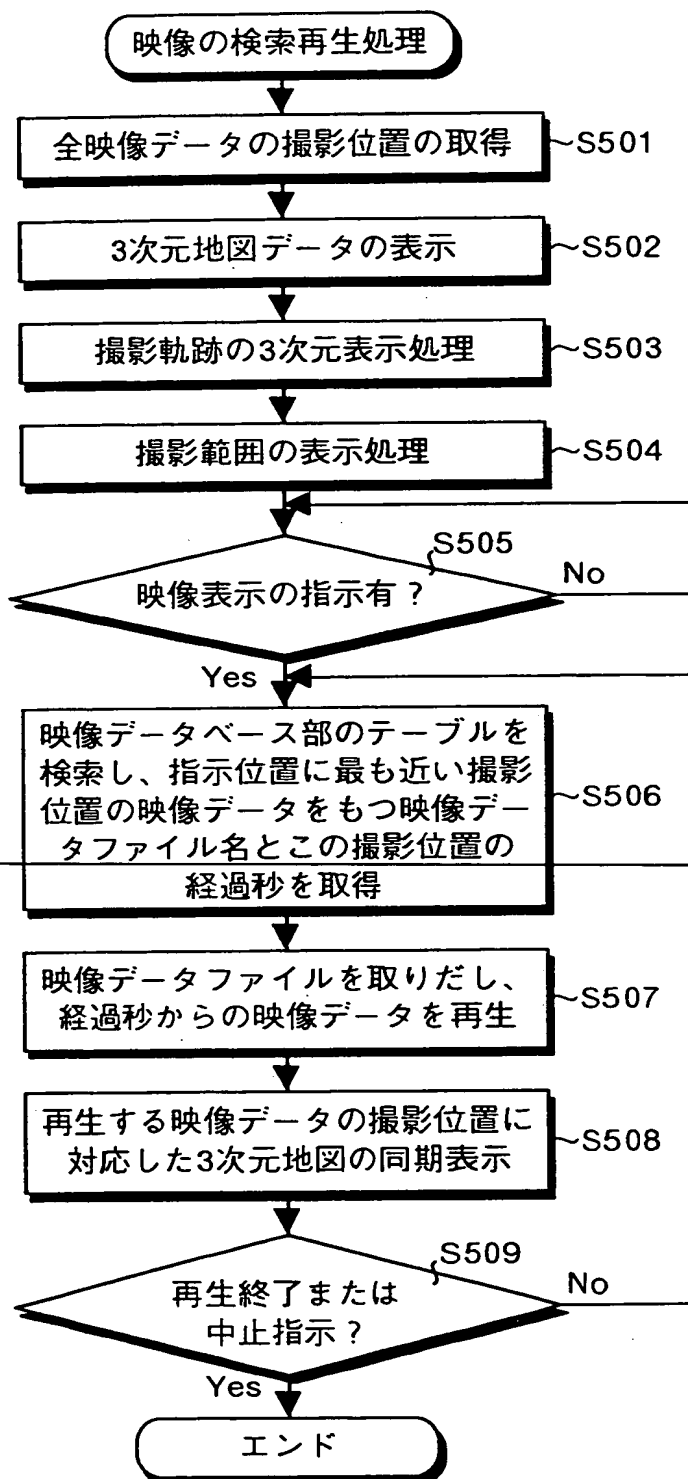 映像の検索再生処理
全映像データの撮影位置の取得
S501
3次元地図データの表示
S502
撮影軌跡の3次元表示処理
S503
撮影範囲の表示処理
S504
S505
映像表示の指示有？
No
Yes
映像データベース部のテーブルを
検索し、指示位置に最も近い撮影
位置の映像データをもつ映像デー
タファイル名とこの撮影位置の
経過秒を取得
S506
映像データファイルを取りだし、
経過秒からの映像データを再生
S507
再生する映像データの撮影位置に
対応した3次元地図の同期表示
S508
S509
再生終了または
中止指示？
No
Yes
エンド